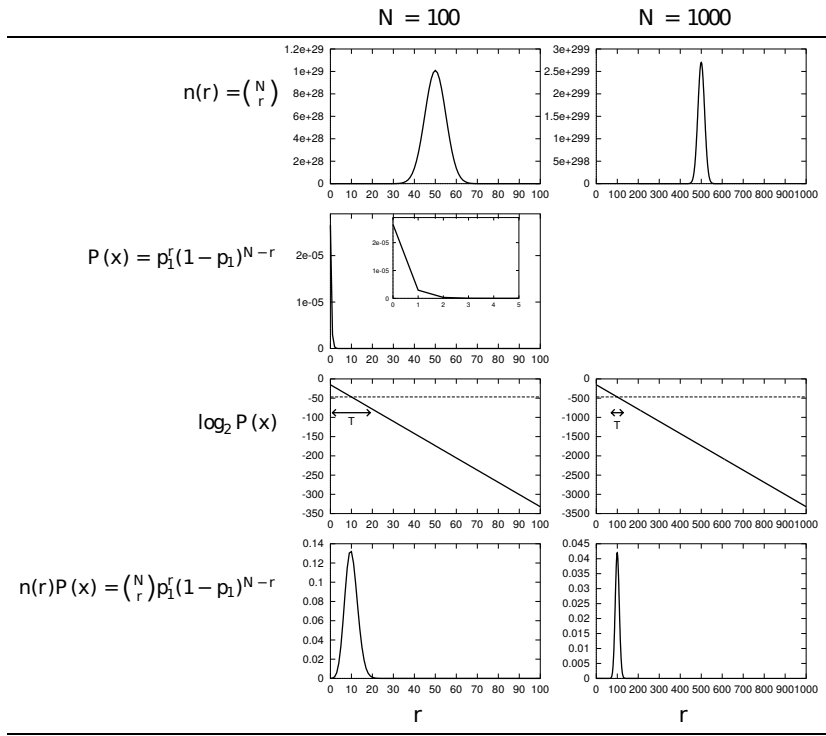 N = 100
N = 1000
n(r) = (N r)
1.2e+29
1e+29
8e+28
6e+28
4e+28
2e+28
0
0 10 20 30 40 50 60 70 80 90 100
3e+299
2.5e+299
2e+299
1.5e+299
1e+299
5e+298
0
0 100 200 300 400 500 600 700 800 900 1000
P(x) = p₁ʳ(1 − p₁)ᴺ⁻ʳ
2e-05
1e-05
0
0 10 20 30 40 50 60 70 80 90 100
2e-05
1e-05
0
0 1 2 3 4 5
log₂ P(x)
0
-50
-100
-150
-200
-250
-300
-350
T
0 10 20 30 40 50 60 70 80 90 100
0
-500
-1000
-1500
-2000
-2500
-3000
-3500
T
0 100 200 300 400 500 600 700 800 900 1000
n(r)P(x) = (N r)p₁ʳ(1 − p₁)ᴺ⁻ʳ
0.14
0.12
0.1
0.08
0.06
0.04
0.02
0
0 10 20 30 40 50 60 70 80 90 100
r
0.045
0.04
0.035
0.03
0.025
0.02
0.015
0.01
0.005
0
0 100 200 300 400 500 600 700 800 900 1000
r